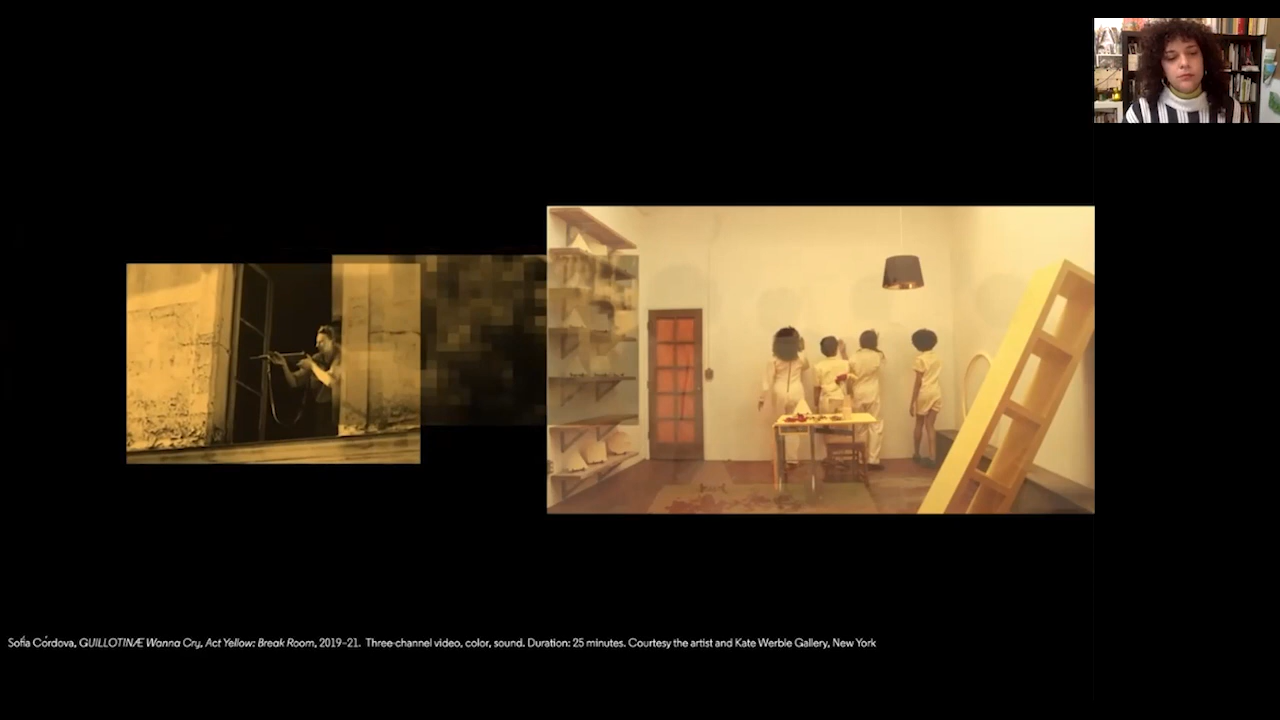 Sofía Córdova, GUILLOTINÆ Wanna Cry, Act Yellow: Break Room, 2019–21. Three-channel video, color, sound. Duration: 25 minutes. Courtesy the artist and Kate Werble Gallery, New York